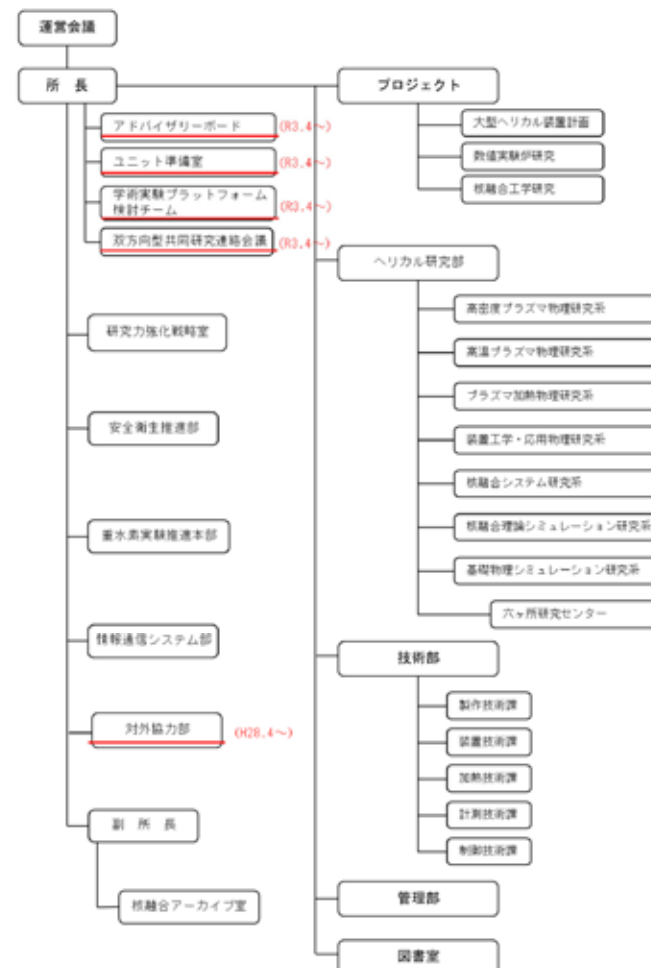 運営会議
所 長
アドバイザリーボード (R3.4～)
ユニット準備室 (R3.4～)
学術実験プラットフォーム
検討チーム (R3.4～)
双方向型共同研究連絡会議 (R3.4～)
研究力強化戦略室
安全衛生推進部
重水素実験推進本部
情報通信システム部
対外協力部 (H28.4～)
副 所 長
核融合アーカイブ室
プロジェクト
大型ヘリカル装置計画
数値実験炉研究
核融合工学研究
ヘリカル研究部
高密度プラズマ物理研究系
高温プラズマ物理研究系
プラズマ加熱物理研究系
装置工学・応用物理研究系
核融合システム研究系
核融合理論シミュレーション研究系
基礎物理シミュレーション研究系
六ヶ所研究センター
技術部
製作技術課
装置技術課
加熱技術課
計測技術課
制御技術課
管理部
図書室